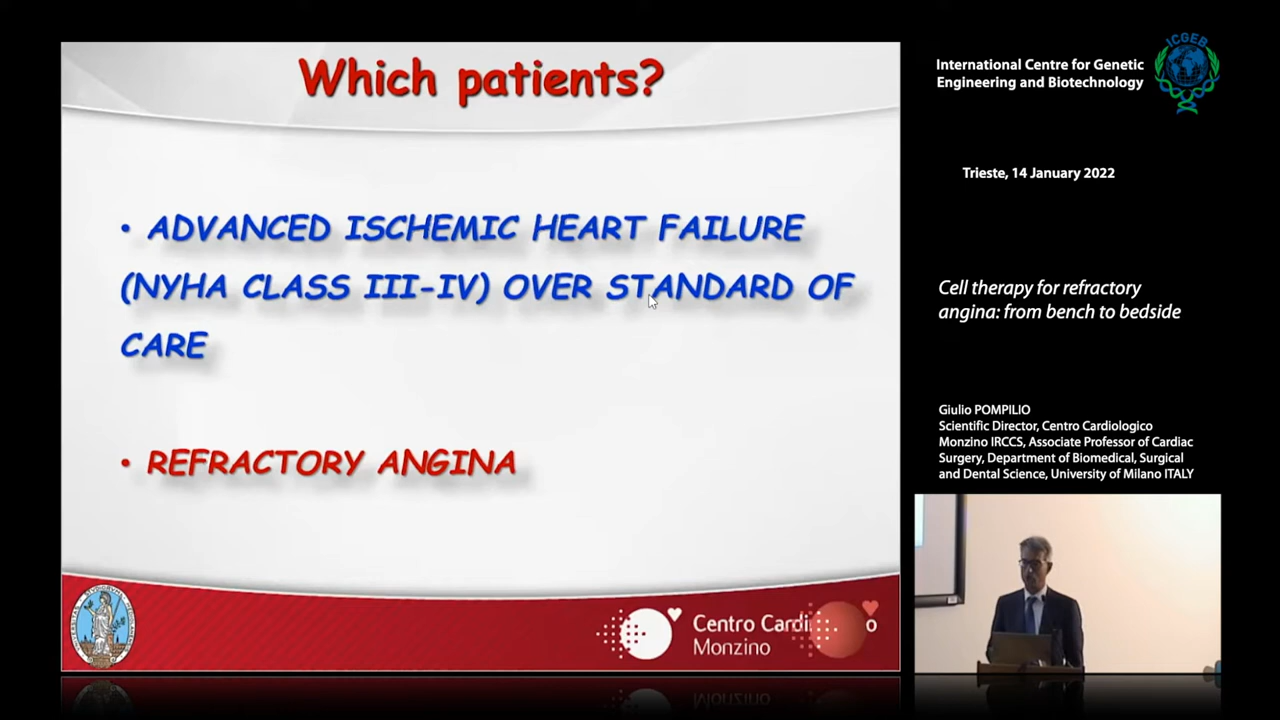 Which patients?
• ADVANCED ISCHEMIC HEART FAILURE
(NYHA CLASS III-IV) OVER STANDARD OF
CARE
• REFRACTORY ANGINA
Centro Cardi o
Monzino
International Centre for Genetic
Engineering and Biotechnology
ICGEB
Trieste, 14 January 2022
Cell therapy for refractory
angina: from bench to bedside
Giulio POMPILIO
Scientific Director, Centro Cardiologico
Monzino IRCCS, Associate Professor of Cardiac
Surgery, Department of Biomedical, Surgical
and Dental Science, University of Milano ITALY